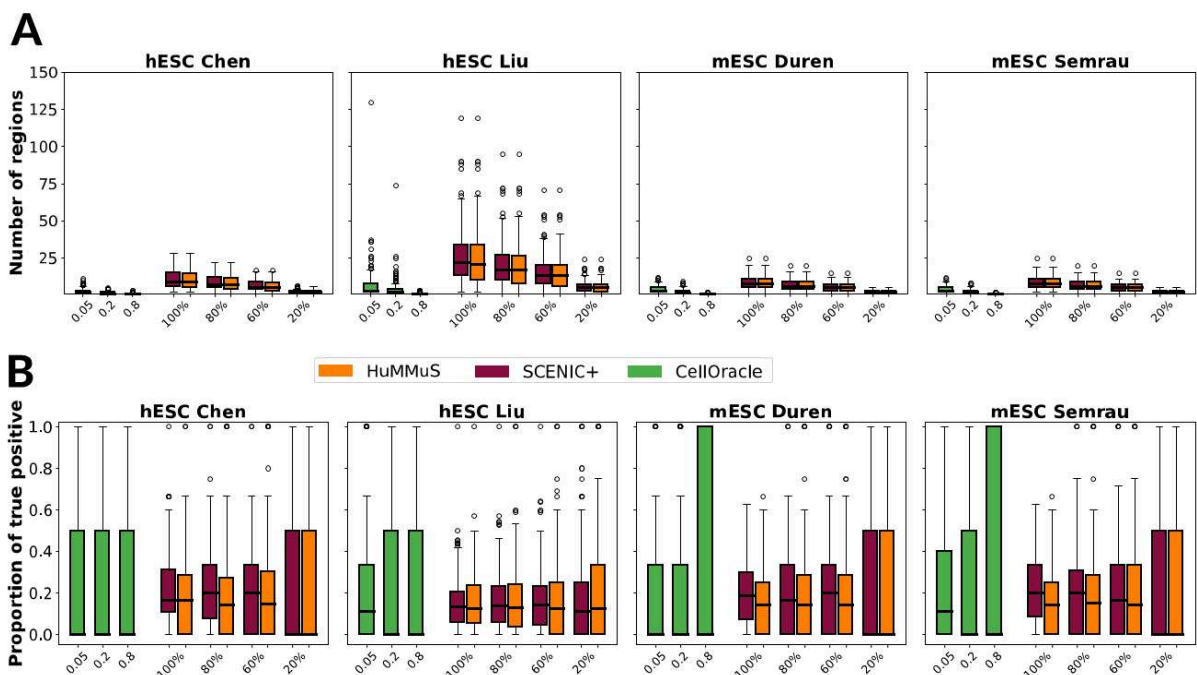 A
hESC Chen hESC Liu mESC Duren mESC Semrau
Number of regions
150
125
100
75
50
25
0.05 0.2 0.8 100% 80% 60% 20% 0.05 0.2 0.8 100% 80% 60% 20% 0.05 0.2 0.8 100% 80% 60% 20% 0.05 0.2 0.8 100% 80% 60% 20%
B
HuMMuS SCENIC+ CellOracle
hESC Chen hESC Liu mESC Duren mESC Semrau
Proportion of true positive
1.0
0.8
0.6
0.4
0.2
0.0
0.05 0.2 0.8 100% 80% 60% 20% 0.05 0.2 0.8 100% 80% 60% 20% 0.05 0.2 0.8 100% 80% 60% 20% 0.05 0.2 0.8 100% 80% 60% 20%